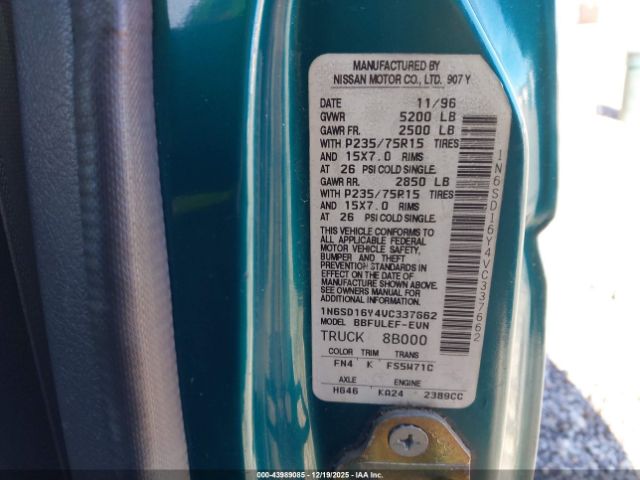 MANUFACTURED BY
NISSAN MOTOR CO., LTD. 907 Y
DATE 11/96
GVWR 5200 LB
GAWR FR. 2500 LB
WITH P235/75R15 TIRES
AND 15X7.0 RIMS
AT 26 PSI COLD SINGLE.
GAWR RR. 2850 LB
WITH P235/75R15 TIRES
AND 15X7.0 RIMS
AT 26 PSI COLD SINGLE.
THIS VEHICLE CONFORMS TO
ALL APPLICABLE FEDERAL
MOTOR VEHICLE SAFETY,
BUMPER AND THEFT
PREVENTION STANDARDS IN
EFFECT ON THE DATE OF
MANUFACTURE SHOWN ABOVE.
SEE OWNERS MANUAL FOR
ADDITIONAL INFORMATION.
1N6SD16Y4VC337662
MODEL BBFULEF-EVN
TRUCK 8B000
COLOR TRIM TRANS
FN4 K FS5W71C
AXLE ENGINE
HG46 KA24 2389CC
1N6SD16Y4VC337662
000-43989085 - 12/19/2025 - IAA, Inc.